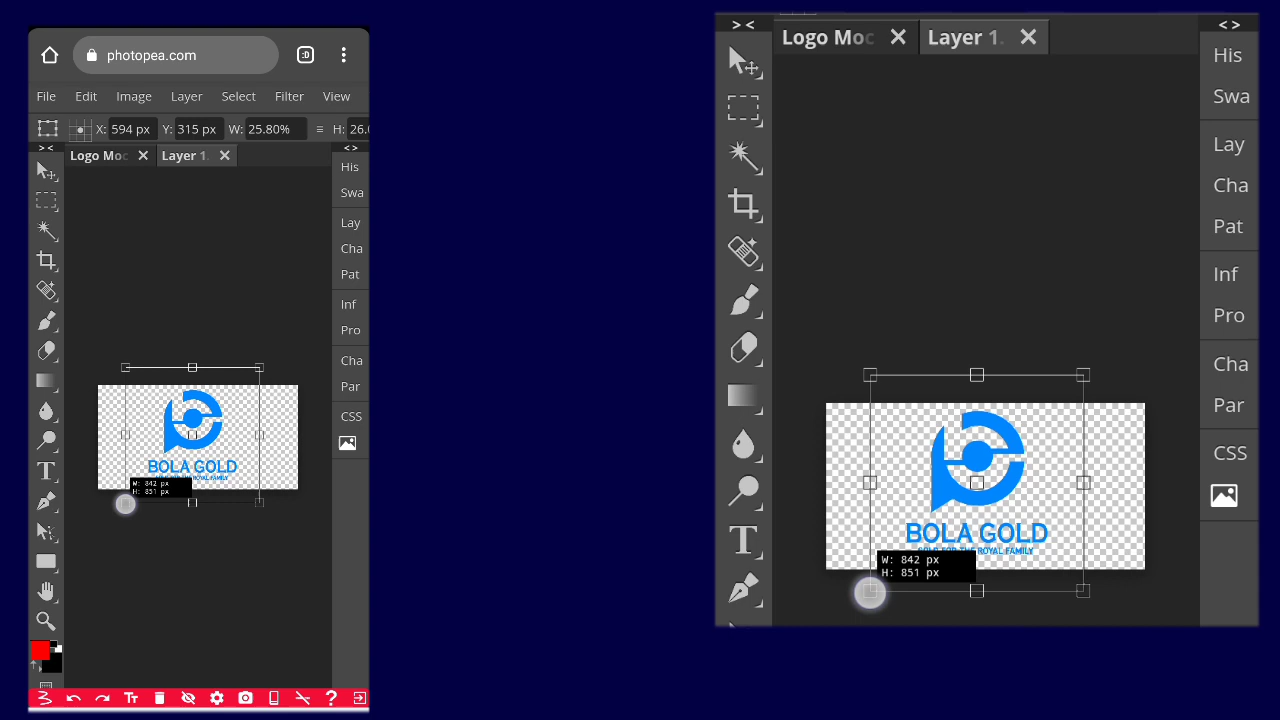 photopea.com
:D
File Edit Image Layer Select Filter View
X: 594 px Y: 315 px W: 25.80% H: 26.0
> < < >
Logo Moc Layer 1.
His
Swa
Lay
Cha
Pat
Inf
Pro
Cha
Par
CSS
BOLA GOLD
W: 842 px
H: 851 px
> < < >
Logo Moc Layer 1.
His
Swa
Lay
Cha
Pat
Inf
Pro
Cha
Par
CSS
BOLA GOLD
GOLD FOR THE ROYAL FAMILY
W: 842 px
H: 851 px